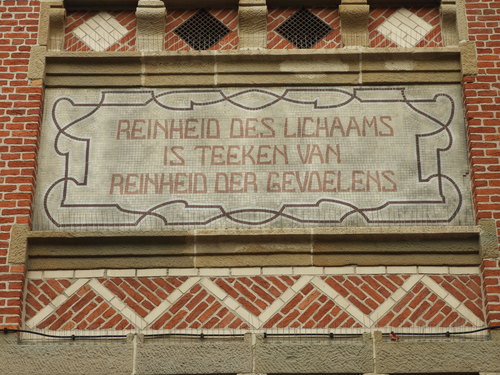 REINHEID DES LICHAAMS
IS TEEKEN VAN
REINHEID DER GEVOELENS